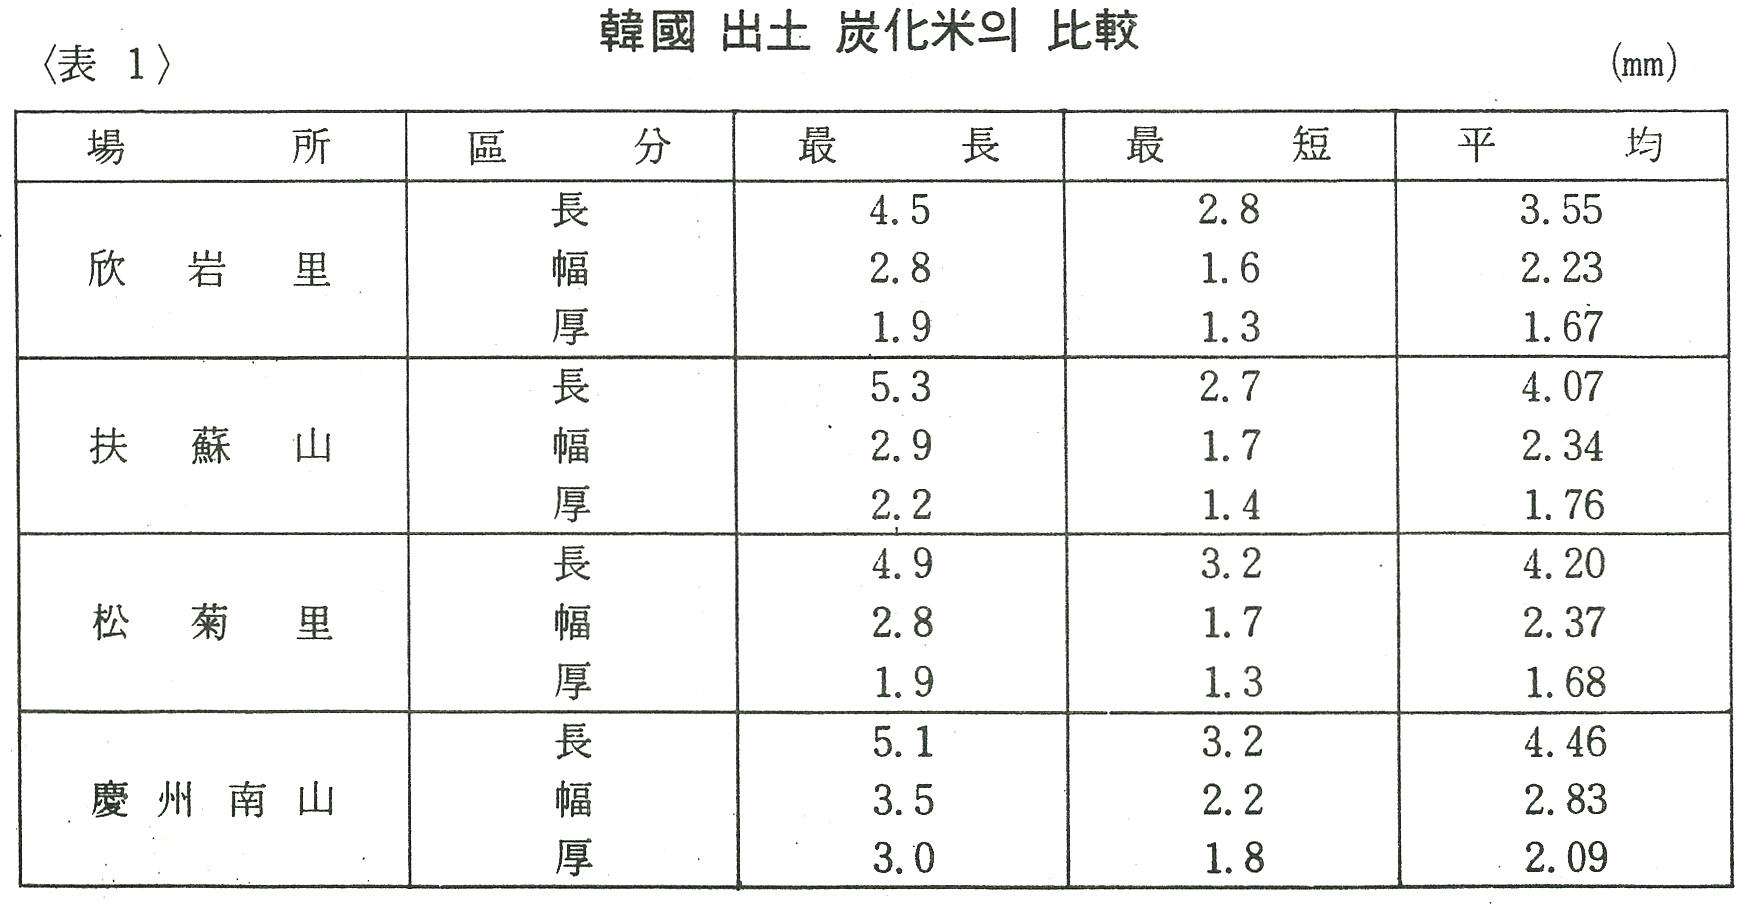 韓國 出土 炭化米의 比較
〈表 1〉 (mm)
場所 區分 最長 最短 平均
長 4.5 2.8 3.55
欣岩里 幅 2.8 1.6 2.23
厚 1.9 1.3 1.67
長 5.3 2.7 4.07
扶蘇山 幅 2.9 1.7 2.34
厚 2.2 1.4 1.76
長 4.9 3.2 4.20
松菊里 幅 2.8 1.7 2.37
厚 1.9 1.3 1.68
長 5.1 3.2 4.46
慶州南山 幅 3.5 2.2 2.83
厚 3.0 1.8 2.09